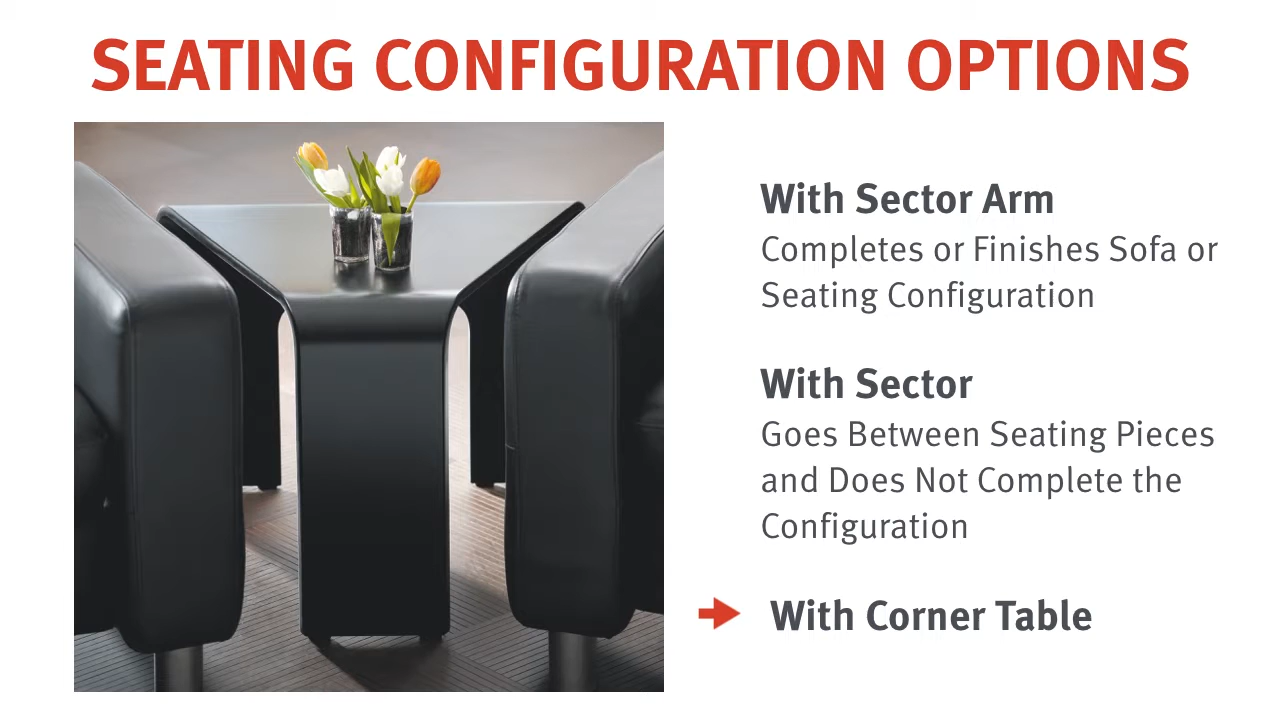 SEATING CONFIGURATION OPTIONS
With Sector Arm
Completes or Finishes Sofa or
Seating Configuration
With Sector
Goes Between Seating Pieces
and Does Not Complete the
Configuration
With Corner Table